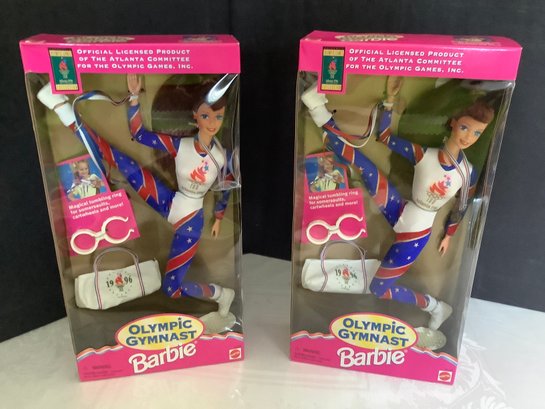 OFFICIAL LICENSED PRODUCT
OF THE ATLANTA COMMITTEE
FOR THE OLYMPIC GAMES, INC.
Magical tumbling ring
for somersaults,
cartwheels and more!
1996
OLYMPIC
GYMNAST
Barbie
MATTEL
OFFICIAL LICENSED PRODUCT
OF THE ATLANTA COMMITTEE
FOR THE OLYMPIC GAMES, INC.
Magical tumbling ring
for somersaults,
cartwheels and more!
1996
OLYMPIC
GYMNAST
Barbie
MATTEL